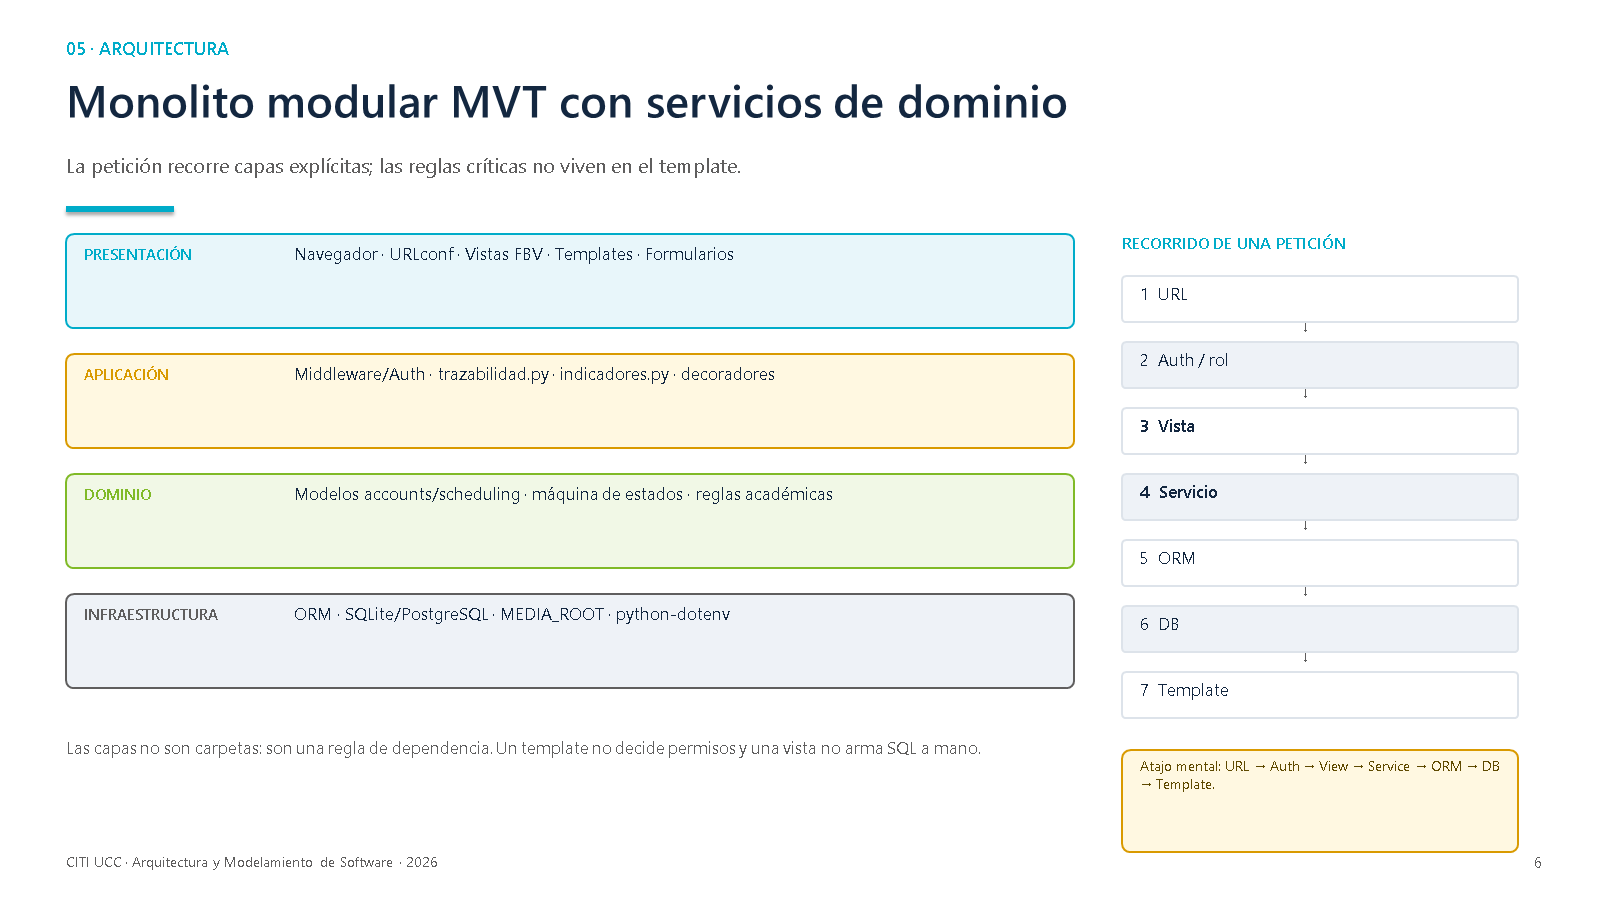 05 · ARQUITECTURA
Monolito modular MVT con servicios de dominio
La petición recorre capas explícitas; las reglas críticas no viven en el template.
PRESENTACIÓN Navegador · URLconf · Vistas FBV · Templates · Formularios
APLICACIÓN Middleware/Auth · trazabilidad.py · indicadores.py · decoradores
DOMINIO Modelos accounts/scheduling · máquina de estados · reglas académicas
INFRAESTRUCTURA ORM · SQLite/PostgreSQL · MEDIA_ROOT · python-dotenv
Las capas no son carpetas: son una regla de dependencia. Un template no decide permisos y una vista no arma SQL a mano.
RECORRIDO DE UNA PETICIÓN
1 URL
↓
2 Auth / rol
↓
3 Vista
↓
4 Servicio
↓
5 ORM
↓
6 DB
↓
7 Template
Atajo mental: URL → Auth → View → Service → ORM → DB
→ Template.
CITI UCC · Arquitectura y Modelamiento de Software · 2026
6